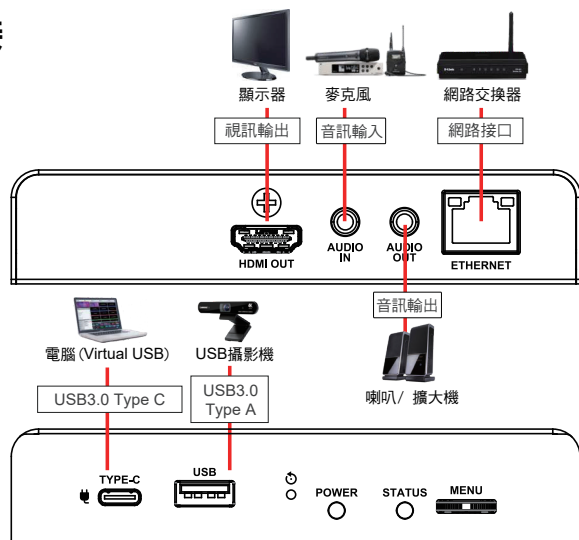 顯示器
麥克風
網路交換器
視訊輸出
音訊輸入
網路接口
HDMI OUT
AUDIO
IN
AUDIO
OUT
ETHERNET
音訊輸出
電腦(Virtual USB)
USB攝影機
喇叭/ 擴大機
USB3.0 Type C
USB3.0
Type A
TYPE-C
USB
POWER
STATUS
MENU